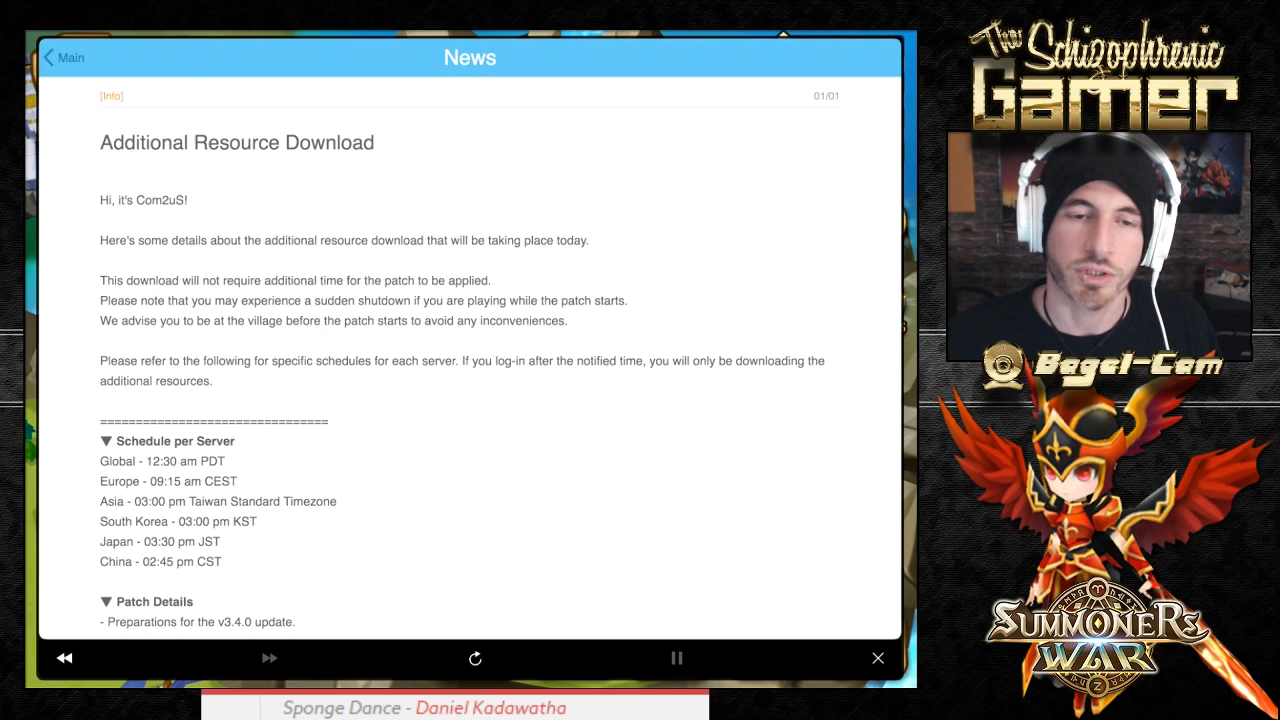 Main
News
[Info]
01/01
Additional Resource Download
Hi, it's Com2uS!
Here's some details about the additional resource download that will be taking place today.
This download will not require additional time for the patch to be applied.
Please note that you may experience a sudden shutdown if you are playing while the patch starts.
We advise you to be in a village before the patch starts to avoid any inconveniences.
Please refer to the following for specific schedules for each server. If you log-in after the notified time, you will only be downloading the
additional resources.
================================
▼ Schedule per Server
Global - 12:30 am PDT
Europe - 09:15 am CEST
Asia - 03:00 pm Taiwan Standard Timezone
South Korea - 03:00 pm KST
Japan - 03:30 pm JST
China - 02:45 pm CST
▼ Patch Details
- Preparations for the v3.4.0 update.
The Schizophrenic
Gamer
Bagel-Cam
SUMMONERS
WAR
Sponge Dance - Daniel Kadawatha